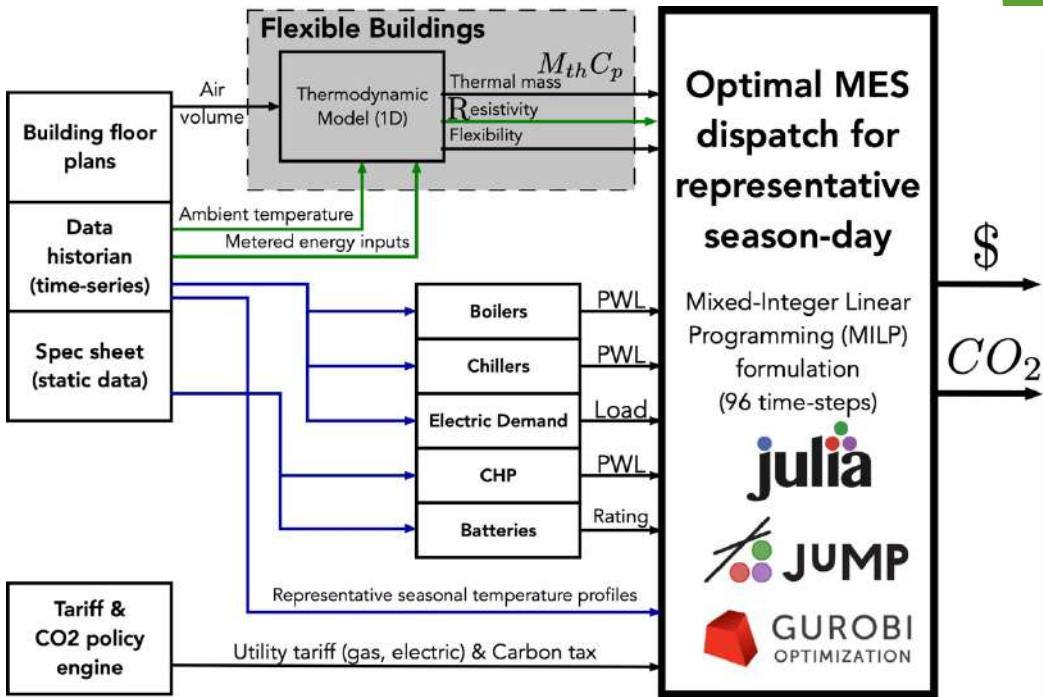 Flexible Buildings
Air
volume
Thermodynamic
Model (1D)
M_{th}C_p
Thermal mass
Resistivity
Flexibility
Building floor
plans
Data
historian
(time-series)
Spec sheet
(static data)
Ambient temperature
Metered energy inputs
Boilers
PWL
Chillers
PWL
Electric Demand
Load
CHP
PWL
Batteries
Rating
Representative seasonal temperature profiles
Tariff &
CO2 policy
engine
Utility tariff (gas, electric) & Carbon tax
Optimal MES
dispatch for
representative
season-day
Mixed-Integer Linear
Programming (MILP)
formulation
(96 time-steps)
julia
JuMP
GUROBI
OPTIMIZATION
$
CO₂